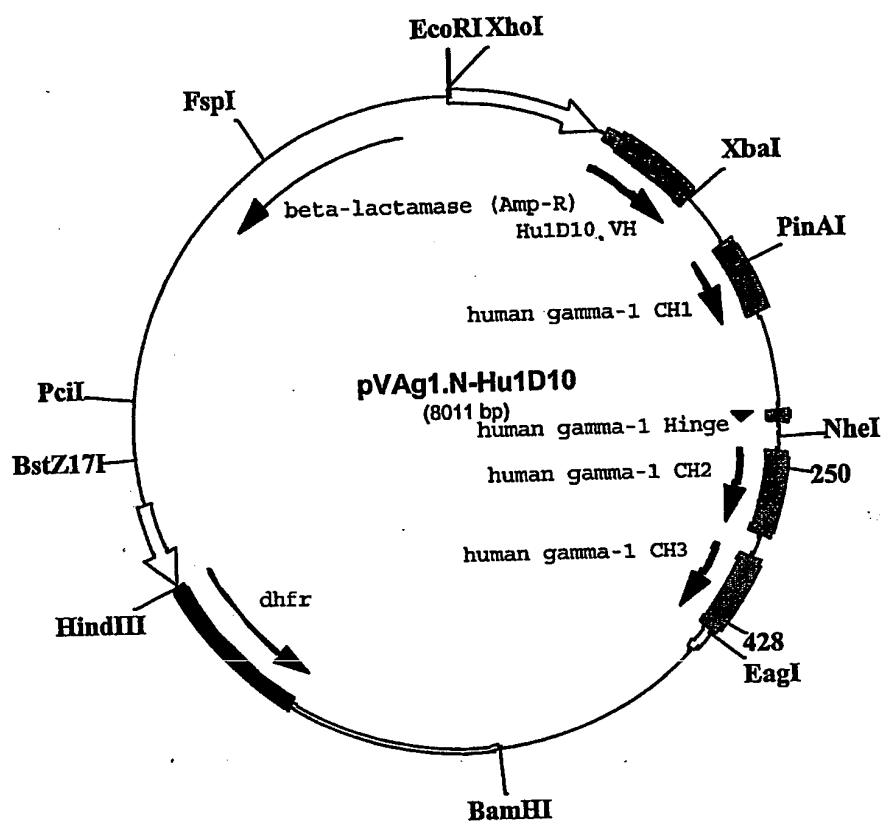 EcoRI XhoI
FspI
XbaI
beta-lactamase (Amp-R)
Hu1D10. VH
PinAI
human gamma-1 CH1
pVAg1.N-Hu1D10
(8011 bp)
PciI
human gamma-1 Hinge
NheI
BstZ17I
human gamma-1 CH2
250
human gamma-1 CH3
dhfr
HindIII
428
EagI
BamHI